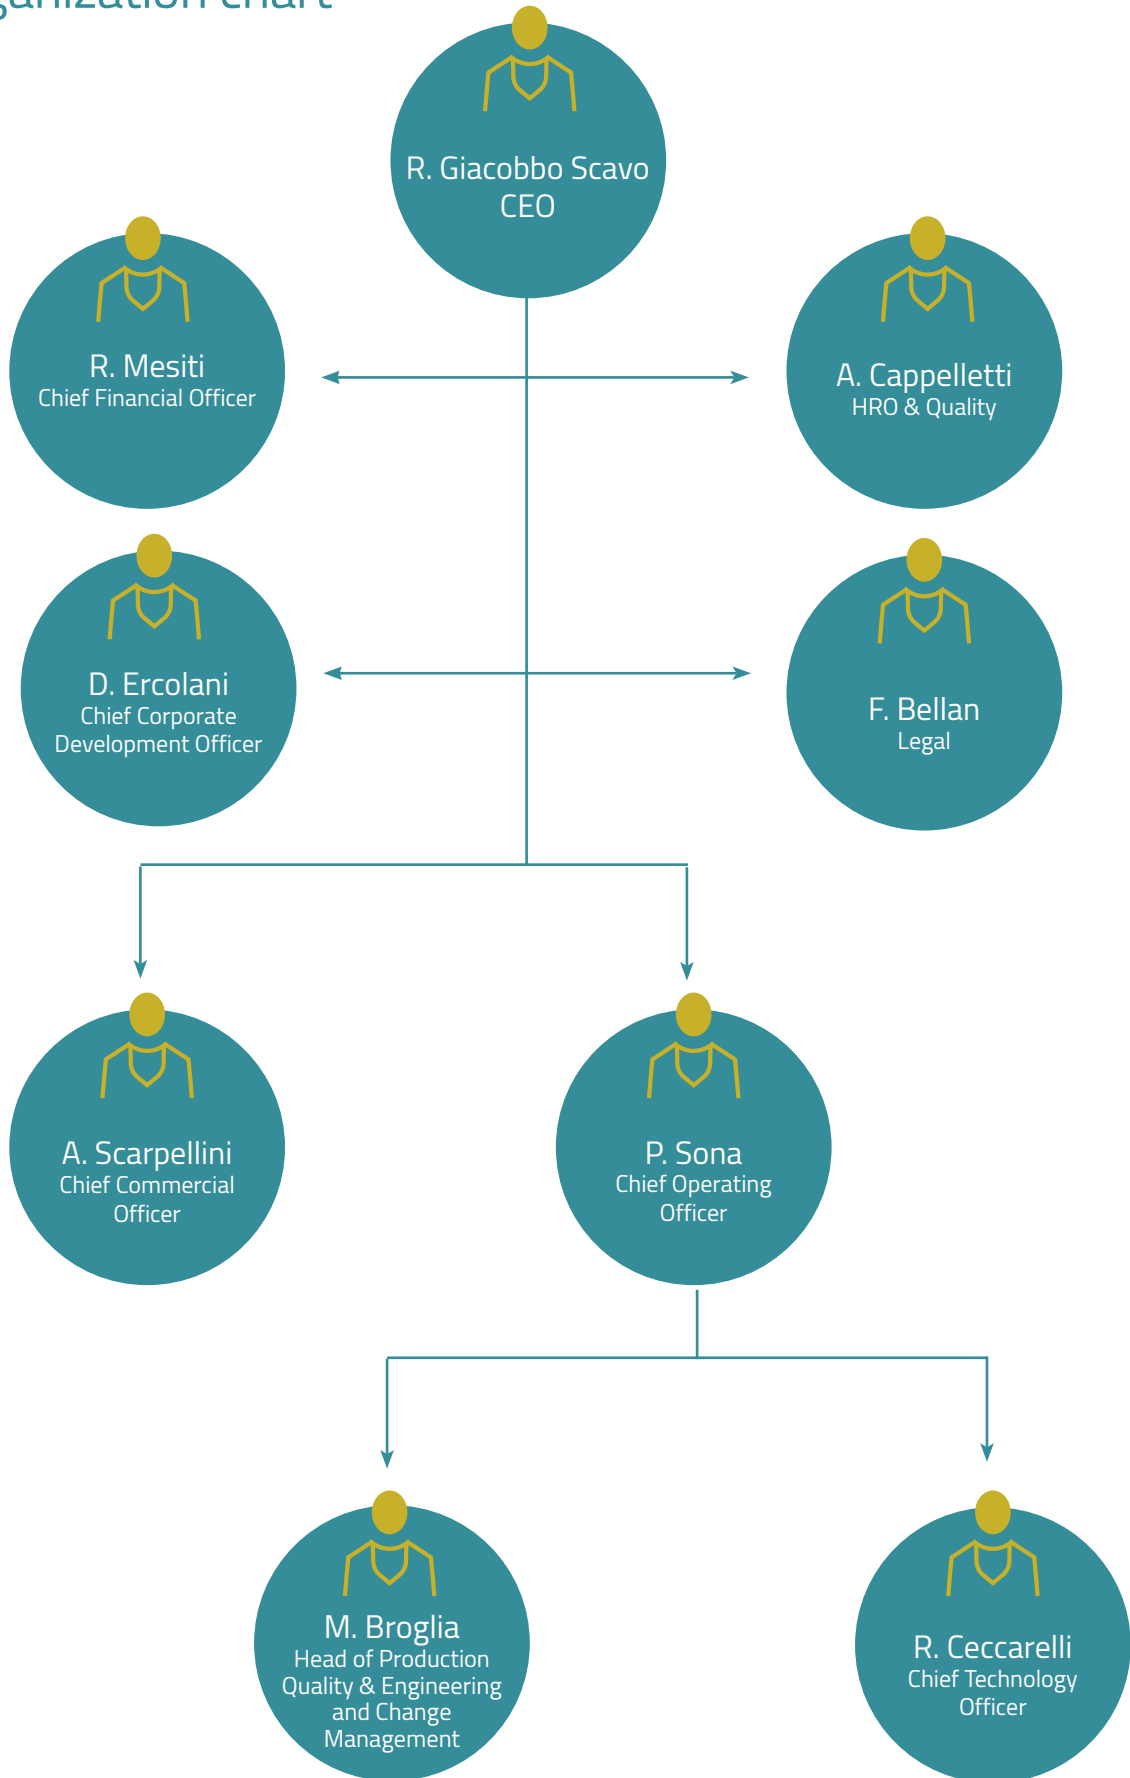 ganization chart
R. Giacobbo Scavo
CEO
R. Mesiti
Chief Financial Officer
A. Cappelletti
HRO & Quality
D. Ercolani
Chief Corporate
Development Officer
F. Bellan
Legal
A. Scarpellini
Chief Commercial
Officer
P. Sona
Chief Operating
Officer
M. Broglia
Head of Production
Quality & Engineering
and Change
Management
R. Ceccarelli
Chief Technology
Officer